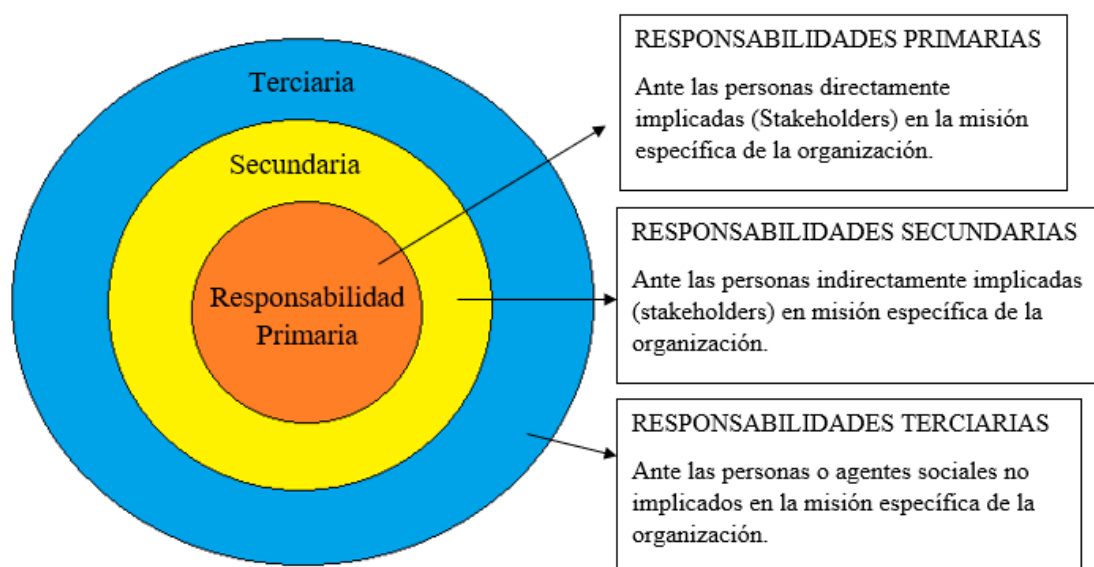 Terciaria
Secundaria
Responsabilidad
Primaria
RESPONSABILIDADES PRIMARIAS
Ante las personas directamente
implicadas (Stakeholders) en la misión
específica de la organización.
RESPONSABILIDADES SECUNDARIAS
Ante las personas indirectamente implicadas
(stakeholders) en misión específica de la
organización.
RESPONSABILIDADES TERCIARIAS
Ante las personas o agentes sociales no
implicados en la misión específica de la
organización.